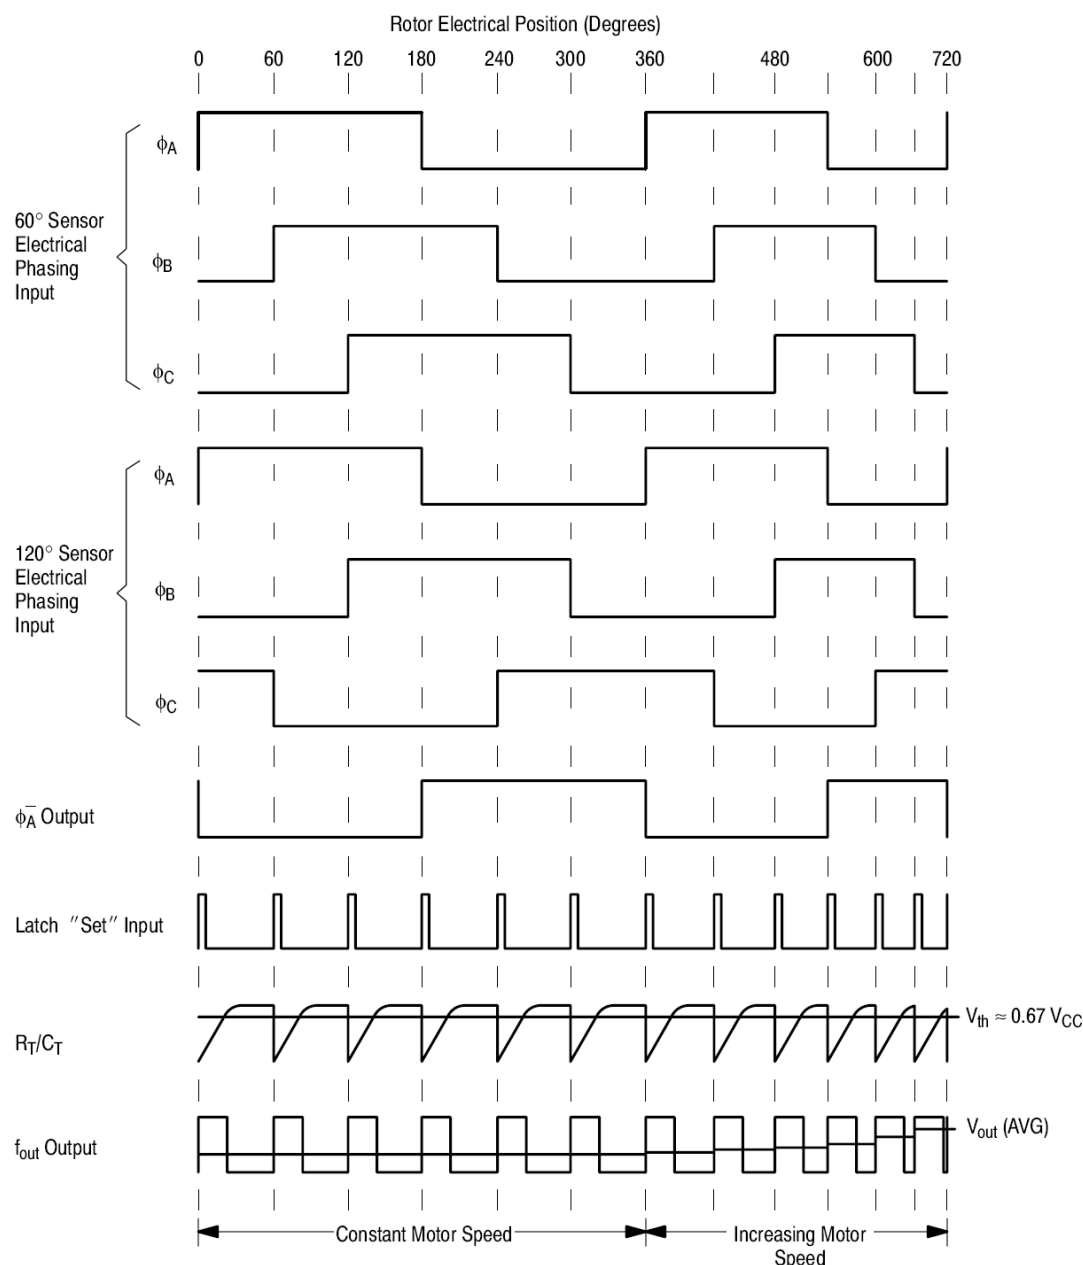 Rotor Electrical Position (Degrees)
0 60 120 180 240 300 360 480 600 720
ϕA
60° Sensor
Electrical
Phasing
Input
ϕB
ϕC
ϕA
120° Sensor
Electrical
Phasing
Input
ϕB
ϕC
ϕA̅ Output
Latch ″Set″ Input
Vth ≈ 0.67 VCC
RT/CT
Vout (AVG)
fout Output
Constant Motor Speed
Increasing Motor
Speed